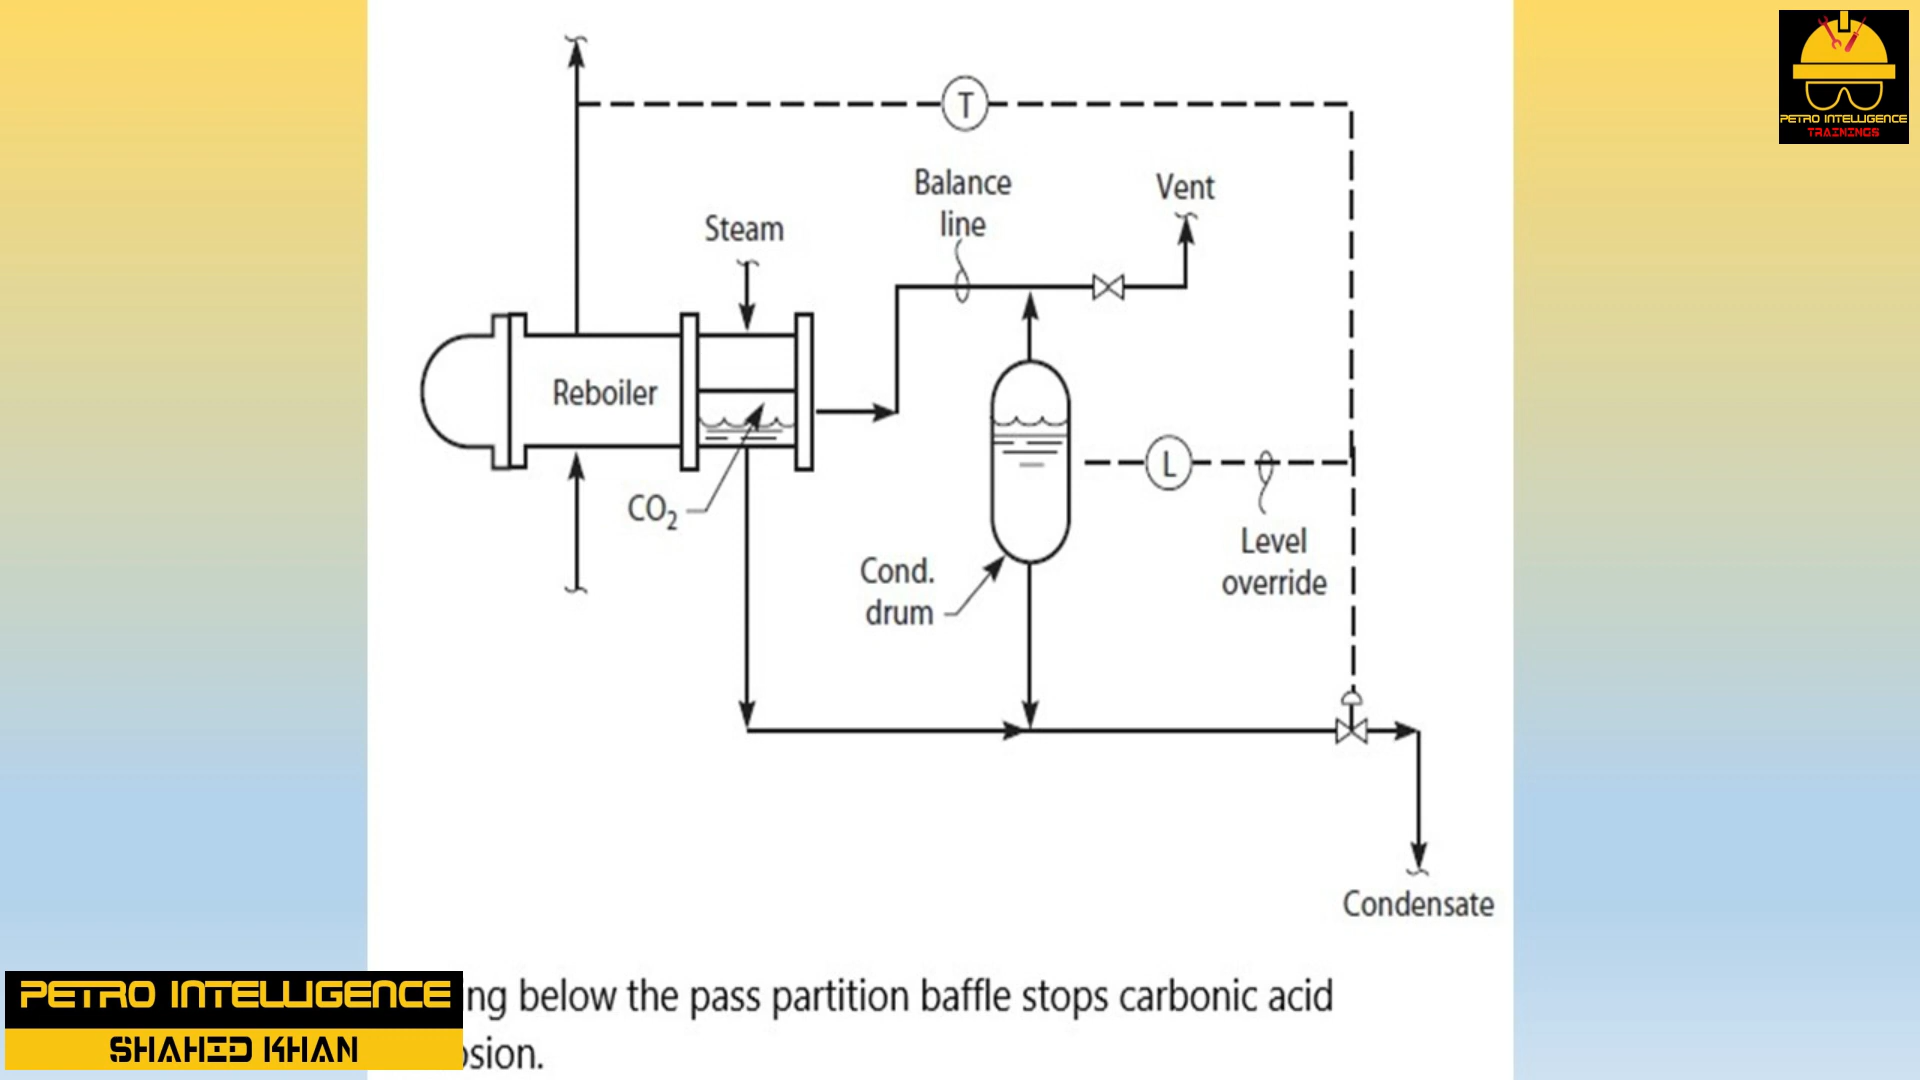 PETRO INTELLIGENCE
TRAININGS
T
Balance
line
Vent
Steam
Reboiler
CO2
L
Level
override
Cond.
drum
Condensate
ng below the pass partition baffle stops carbonic acid
osion.
PETRO INTELLIGENCE
SHAHID KHAN